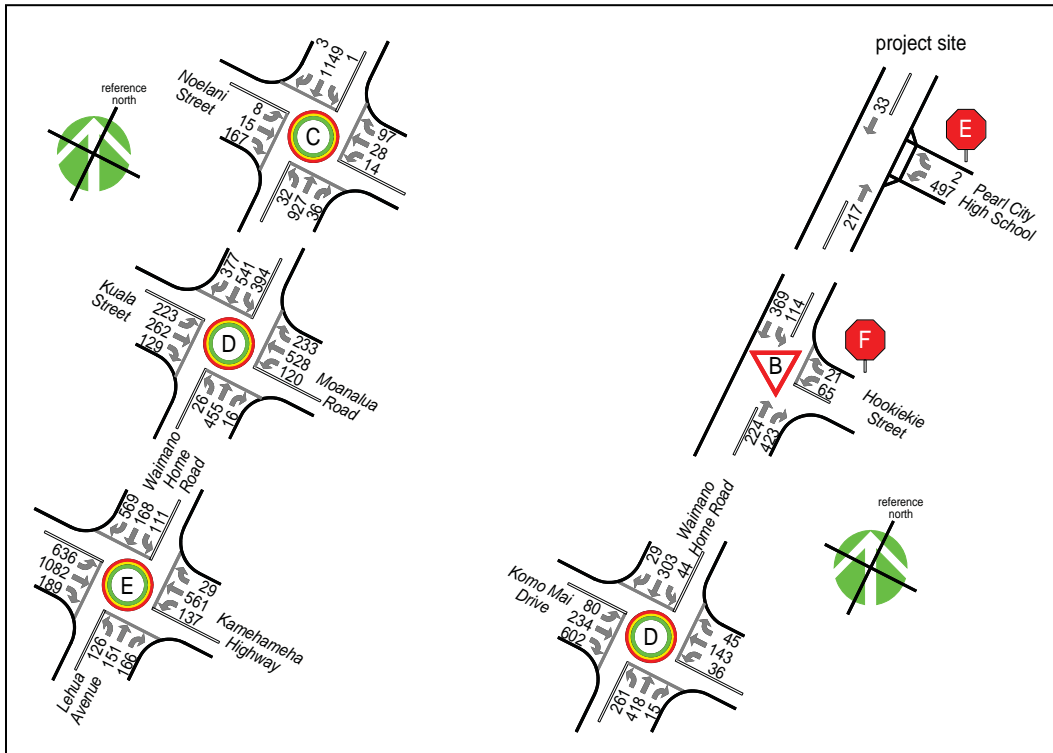 project site
reference
north
Noelani
Street
3
1149
1
8
15
167
C
97
28
14
32
927
36
33
E
2
497
Pearl City
High School
217
Kuala
Street
377
541
394
223
262
129
D
233
528
120
Moanalua
Road
26
455
16
369
114
F
B
21
65
Hookiekie
Street
224
423
Waimano
Home
Road
569
168
111
636
1082
189
E
29
561
137
Kamehameha
Highway
126
151
166
Lehua
Avenue
Waimano
Home Road
reference
north
29
303
44
Komo Mai
Drive
80
234
602
D
45
143
36
261
418
15